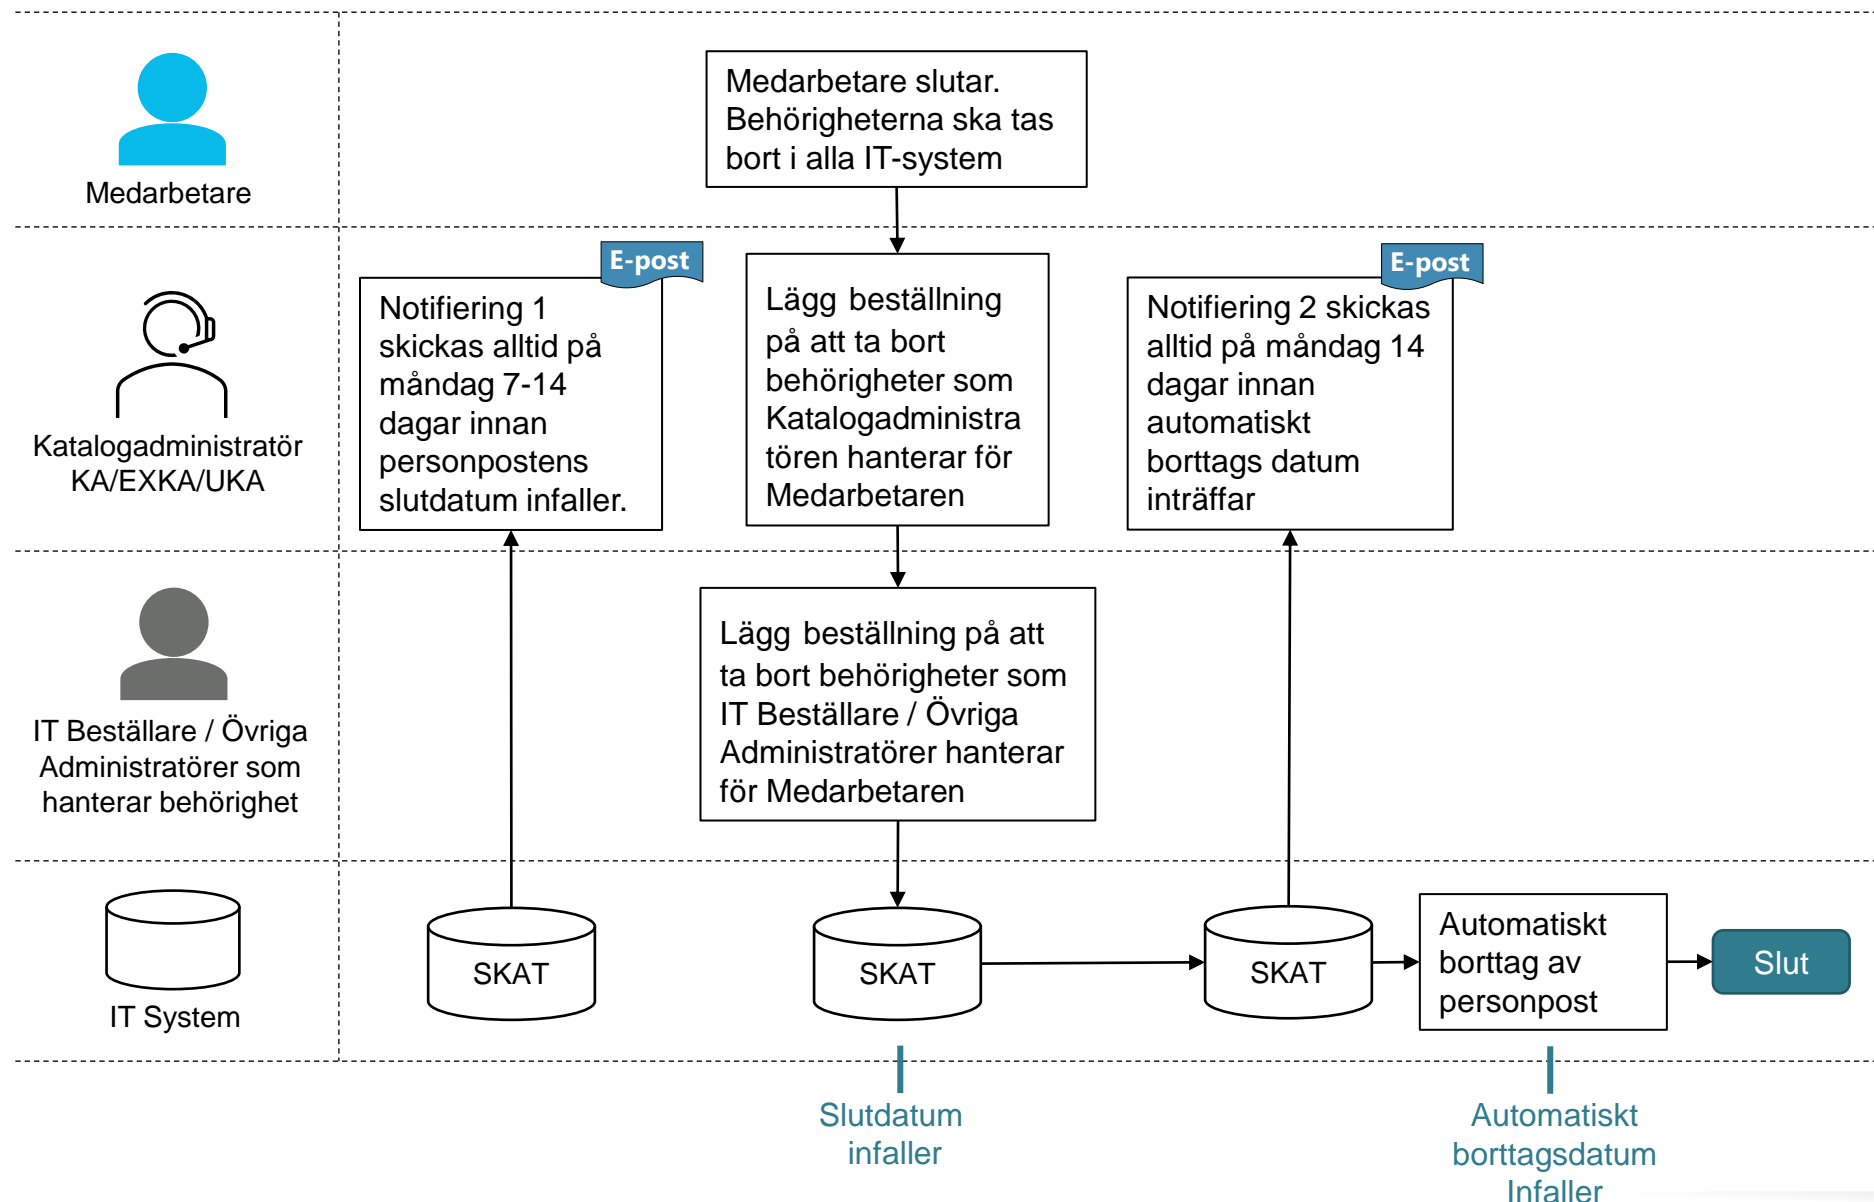 Medarbetare
Medarbetare slutar.
Behörigheterna ska tas
bort i alla IT-system
Katalogadministratör
KA/EXKA/UKA
E-post
Notifiering 1
skickas alltid på
måndag 7-14
dagar innan
personpostens
slutdatum infaller.
Lägg beställning
på att ta bort
behörigheter som
Katalogadministra
tören hanterar för
Medarbetaren
E-post
Notifiering 2 skickas
alltid på måndag 14
dagar innan
automatiskt
borttags datum
inträffar
IT Beställare / Övriga
Administratörer som
hanterar behörighet
Lägg beställning på att
ta bort behörigheter som
IT Beställare / Övriga
Administratörer hanterar
för Medarbetaren
IT System
SKAT
SKAT
SKAT
Automatiskt
borttag av
personpost
Slut
Slutdatum
infaller
Automatiskt
borttagsdatum
Infaller